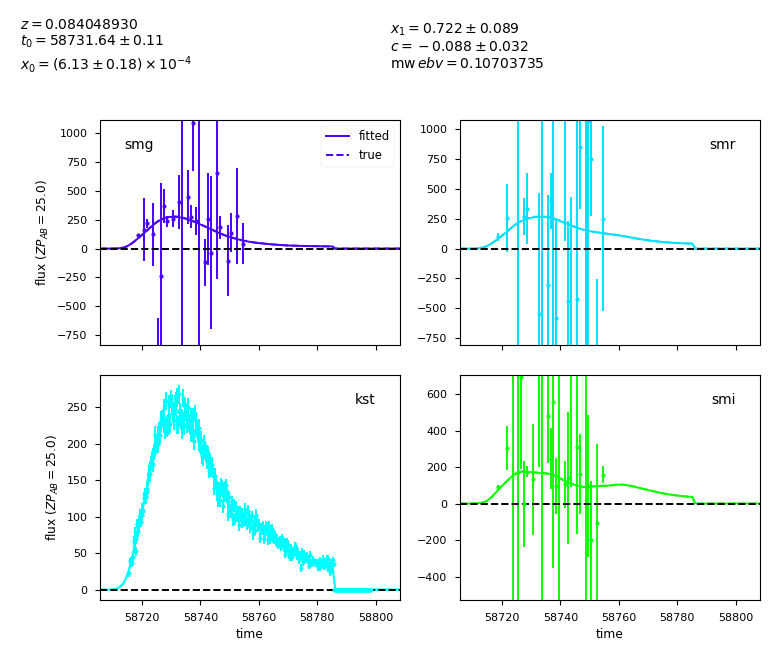 z = 0.084048930
t₀ = 58731.64 ± 0.11
x₀ = (6.13 ± 0.18) × 10⁻⁴
x₁ = 0.722 ± 0.089
c = −0.088 ± 0.032
mw ebv = 0.10703735
smg
fitted
true
1000
750
500
250
0
−250
−500
−750
flux (ZP_AB = 25.0)
smr
1000
750
500
250
0
−250
−500
−750
kst
250
200
150
100
50
0
flux (ZP_AB = 25.0)
58720 58740 58760 58780 58800
time
smi
600
400
200
0
−200
−400
58720 58740 58760 58780 58800
time